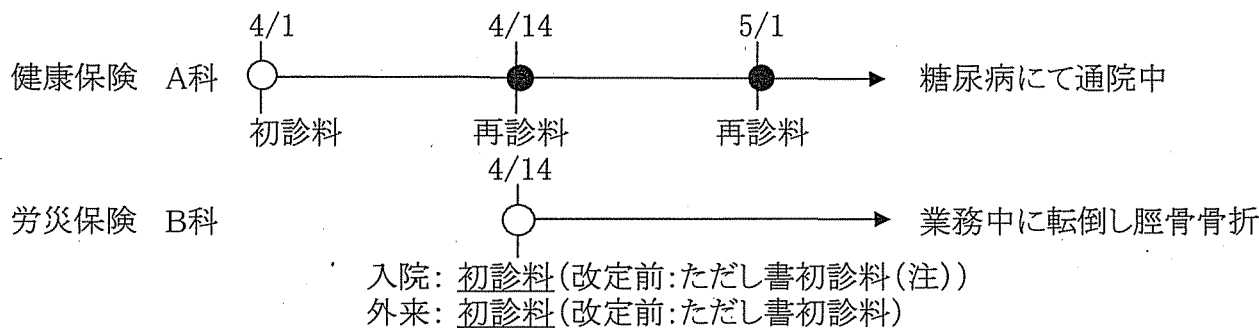 4/1 4/14 5/1
健康保険 A科 糖尿病にて通院中
初診料 再診料 再診料
4/14
労災保険 B科 業務中に転倒し脛骨骨折
入院: 初診料(改定前:ただし書初診料(注))
外来: 初診料(改定前:ただし書初診料)